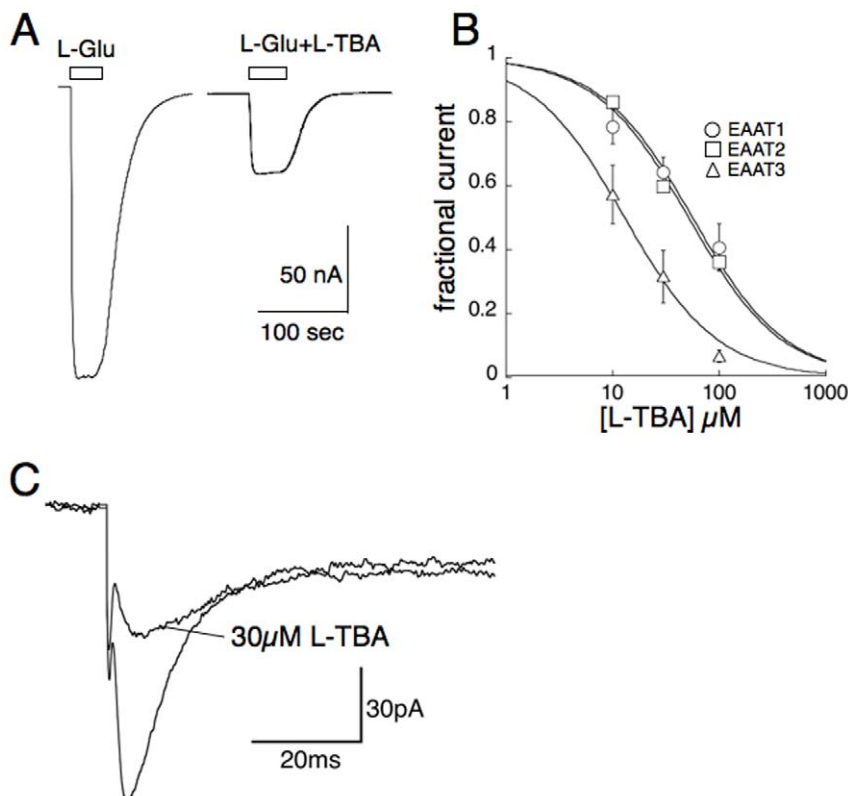 A
L-Glu
L-Glu+L-TBA
50 nA
100 sec
B
fractional current
1
0.8
0.6
0.4
0.2
0
1
10
100
1000
[L-TBA] µM
EAAT1
EAAT2
EAAT3
C
30µM L-TBA
30pA
20ms